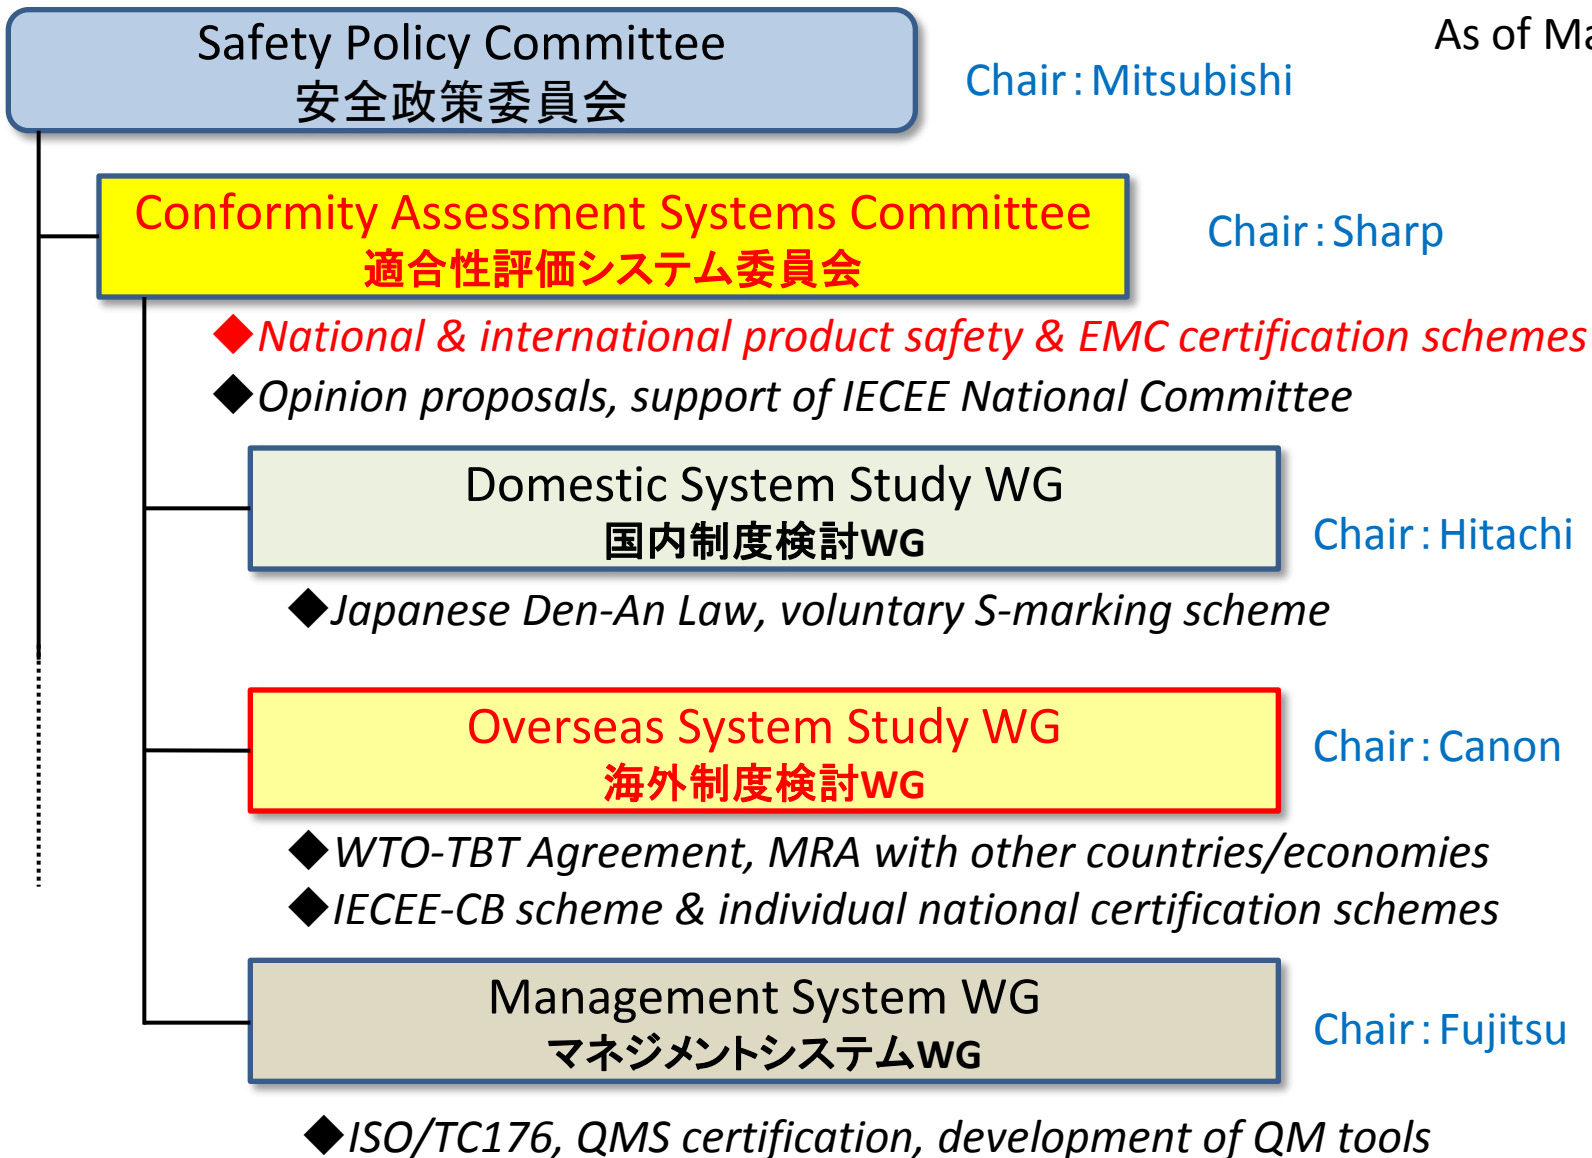 Safety Policy Committee
安全政策委員会
As of
Chair：Mitsubishi
Conformity Assessment Systems Committee
適合性評価システム委員会
Chair：Sharp
◆National & international product safety & EMC certification schemes
◆Opinion proposals, support of IECEE National Committee
Domestic System Study WG
国内制度検討WG
Chair：Hitachi
◆Japanese Den-An Law, voluntary S-marking scheme
Overseas System Study WG
海外制度検討WG
Chair：Canon
◆WTO-TBT Agreement, MRA with other countries/economies
◆IECEE-CB scheme & individual national certification schemes
Management System WG
マネジメントシステムWG
Chair：Fujitsu
◆ISO/TC176, QMS certification, development of QM tools